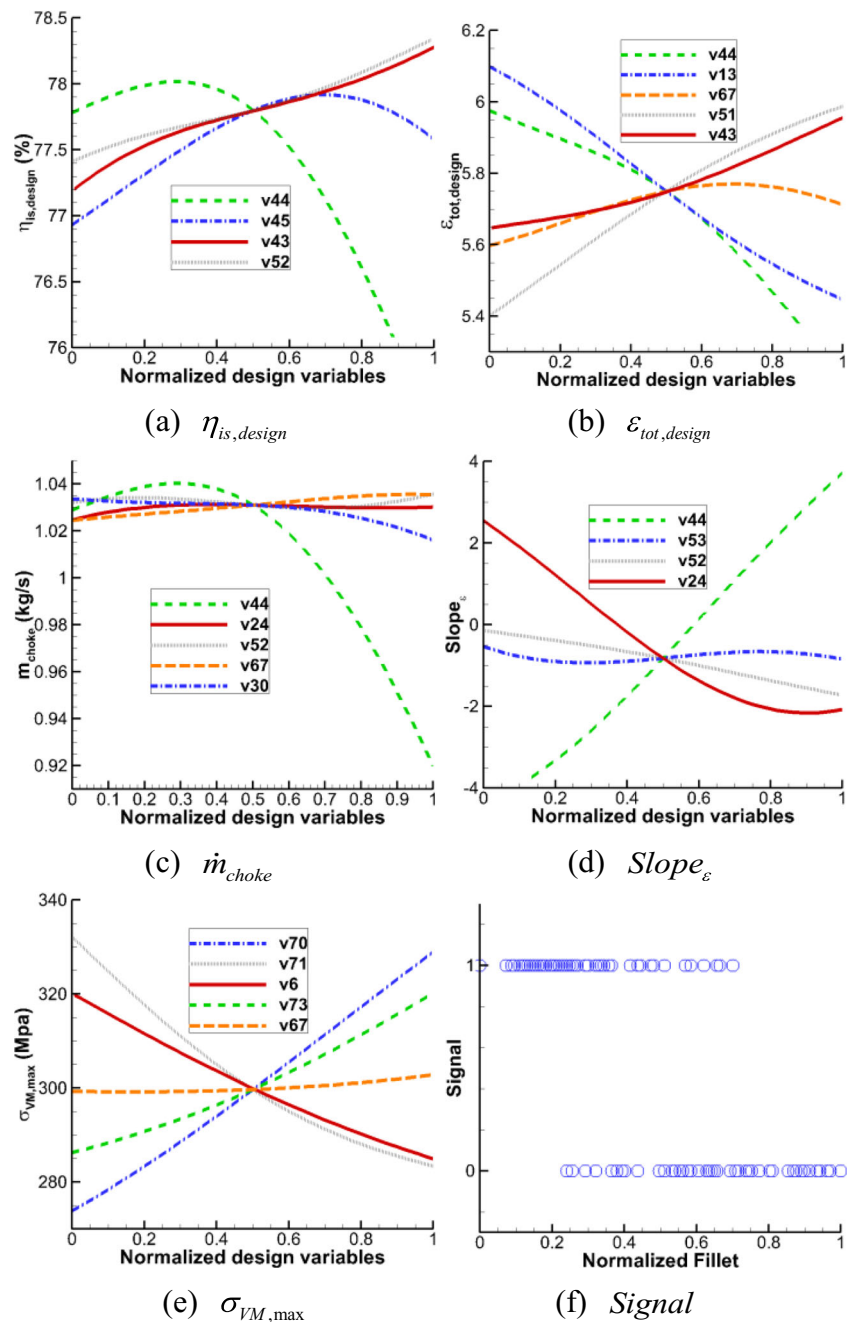 78.5
78
77.5
77
76.5
76
η_is,design (%)
v44
v45
v43
v52
0 0.2 0.4 0.6 0.8 1
Normalized design variables
(a) η_is,design
6.2
6
5.8
5.6
5.4
ε_tot,design
v44
v13
v67
v51
v43
0 0.2 0.4 0.6 0.8 1
Normalized design variables
(b) ε_tot,design
1.04
1.02
1
0.98
0.96
0.94
0.92
m_choke (kg/s)
v44
v24
v52
v67
v30
0 0.1 0.2 0.3 0.4 0.5 0.6 0.7 0.8 0.9 1
Normalized design variables
(c) ṁ_choke
4
2
0
-2
-4
Slope_ε
v44
v53
v52
v24
0 0.2 0.4 0.6 0.8 1
Normalized design variables
(d) Slope_ε
340
320
300
280
σ_VM,max (Mpa)
v70
v71
v6
v73
v67
0 0.2 0.4 0.6 0.8 1
Normalized design variables
(e) σ_VM,max
1
0
Signal
0 0.2 0.4 0.6 0.8 1
Normalized Fillet
(f) Signal